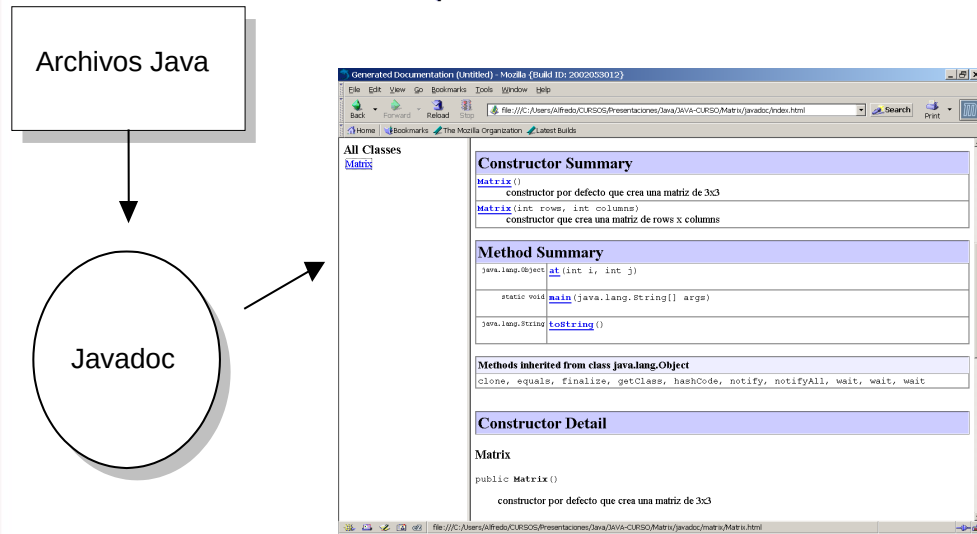 Archivos Java
Javadoc
Generated Documentation (Untitled) - Mozilla {Build ID: 2002053012}
File Edit View Go Bookmarks Tools Window Help
Back Forward Reload Stop
file:///C:/Users/Alfredo/CURSOS/Presentaciones/Java/JAVA-CURSO/Matrix/javadoc/index.html
Search Print
Home Bookmarks The Mozilla Organization Latest Builds
All Classes
Matrix
Constructor Summary
Matrix()
constructor por defecto que crea una matriz de 3x3
Matrix(int rows, int columns)
constructor que crea una matriz de rows x columns
Method Summary
java.lang.Object at(int i, int j)
static void main(java.lang.String[] args)
java.lang.String toString()
Methods inherited from class java.lang.Object
clone, equals, finalize, getClass, hashCode, notify, notifyAll, wait, wait, wait
Constructor Detail
Matrix
public Matrix()
constructor por defecto que crea una matriz de 3x3
file:///C:/Users/Alfredo/CURSOS/Presentaciones/Java/JAVA-CURSO/Matrix/javadoc/matrix/Matrix.html